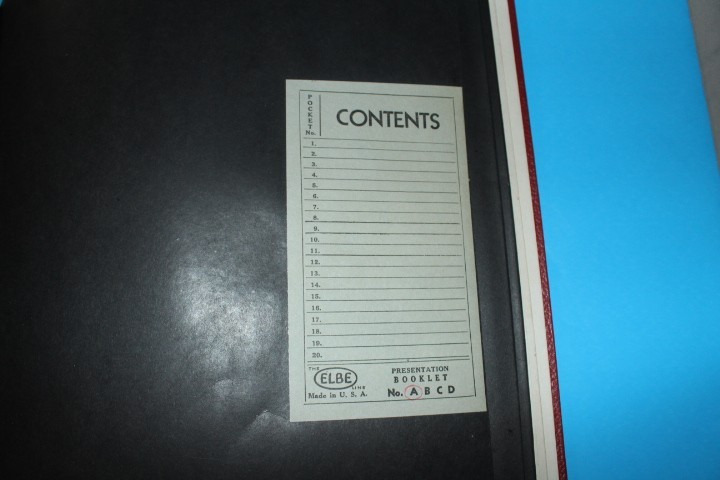 POCKET No.
CONTENTS
1.
2.
3.
4.
5.
6.
7.
8.
9.
10.
11.
12.
13.
14.
15.
16.
17.
18.
19.
20.
THE ELBE LINE
Made in U. S. A.
PRESENTATION
BOOKLET
No. A B C D